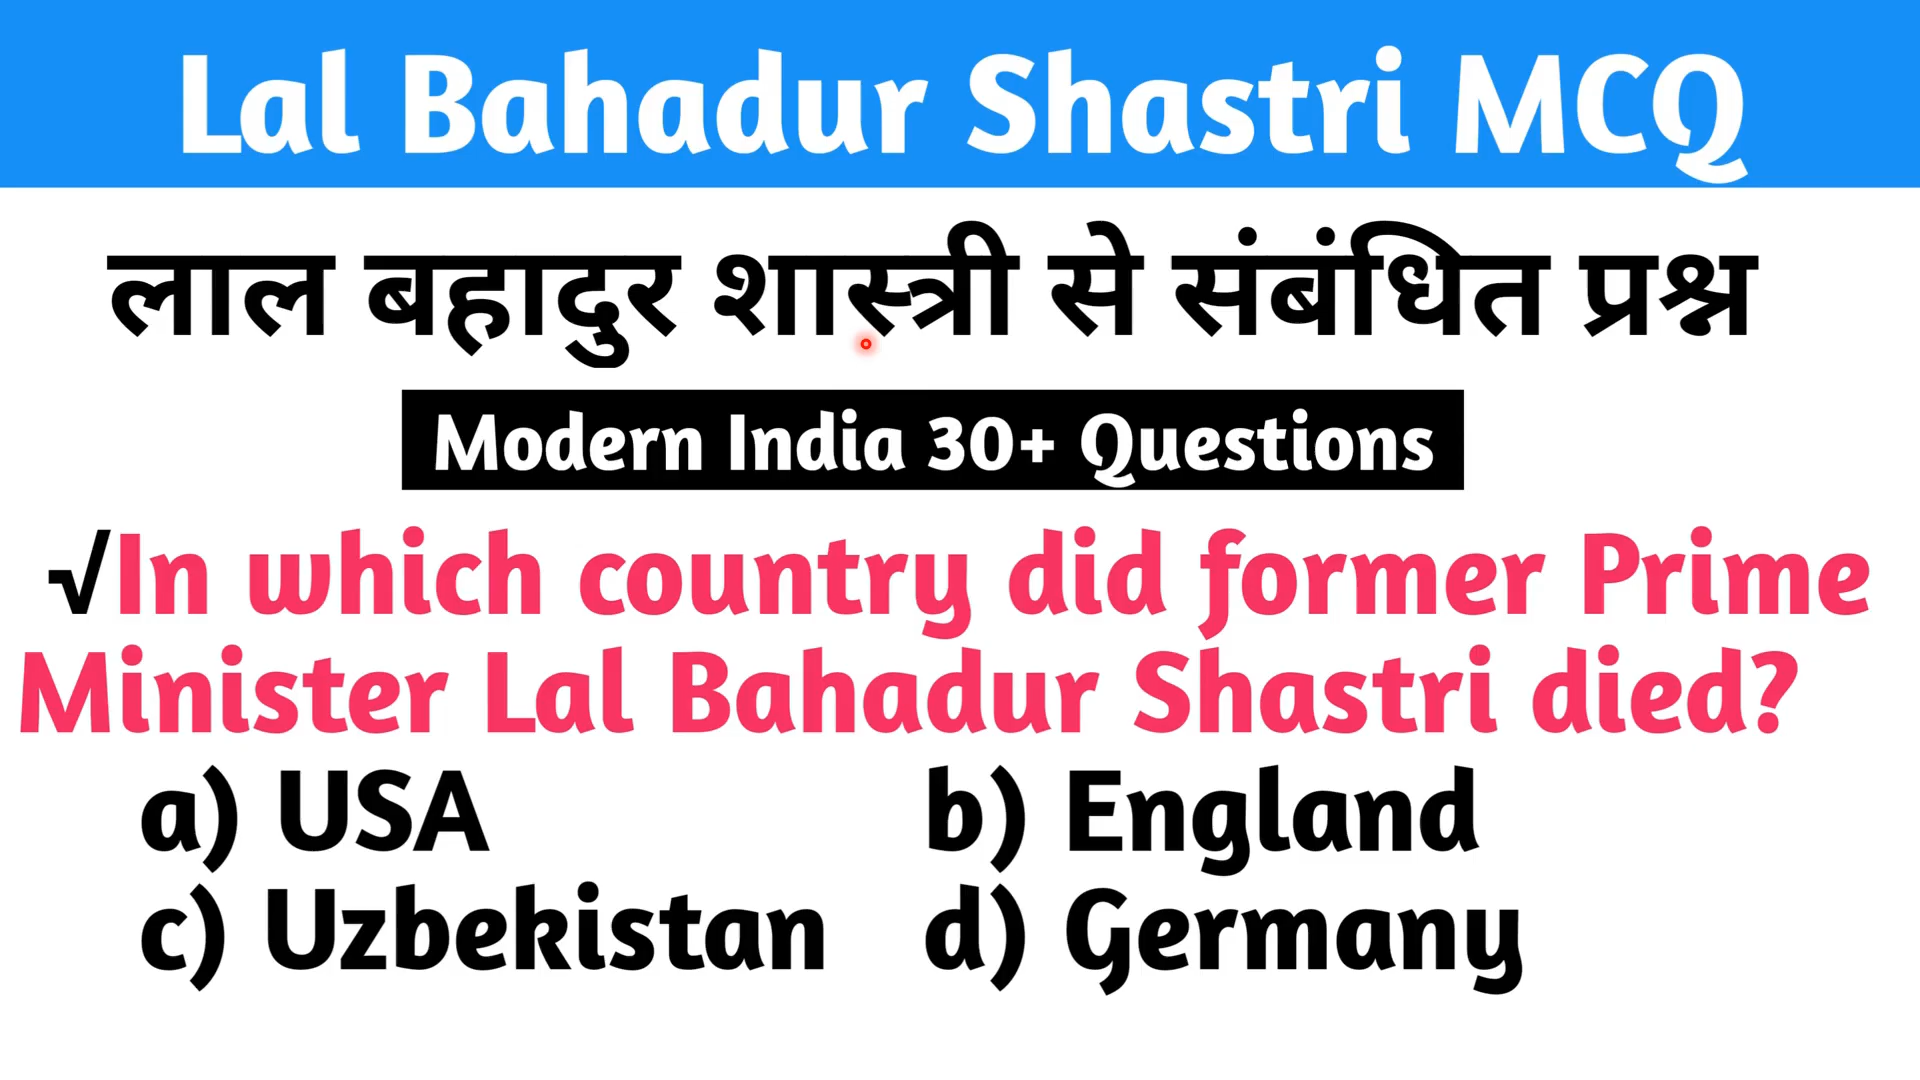 Lal Bahadur Shastri MCQ
लाल बहादुर शास्त्री से संबंधित प्रश्न
Modern India 30+ Questions
√In which country did former Prime
Minister Lal Bahadur Shastri died?
a) USA b) England
c) Uzbekistan d) Germany